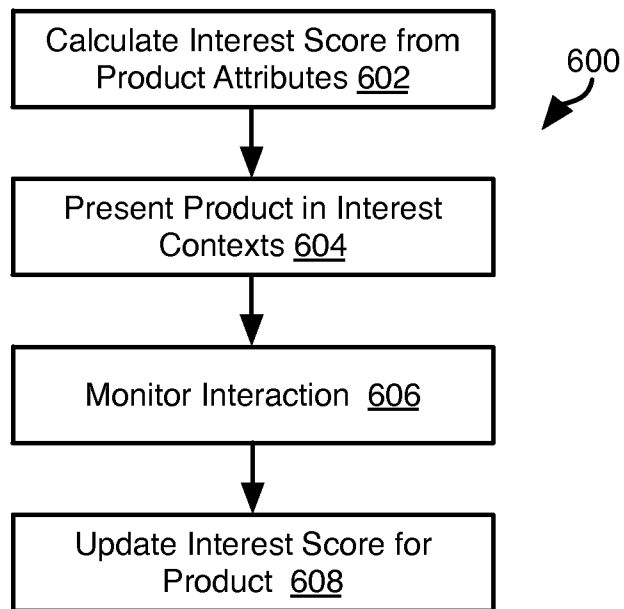 Calculate Interest Score from
Product Attributes 602
600
Present Product in Interest
Contexts 604
Monitor Interaction 606
Update Interest Score for
Product 608